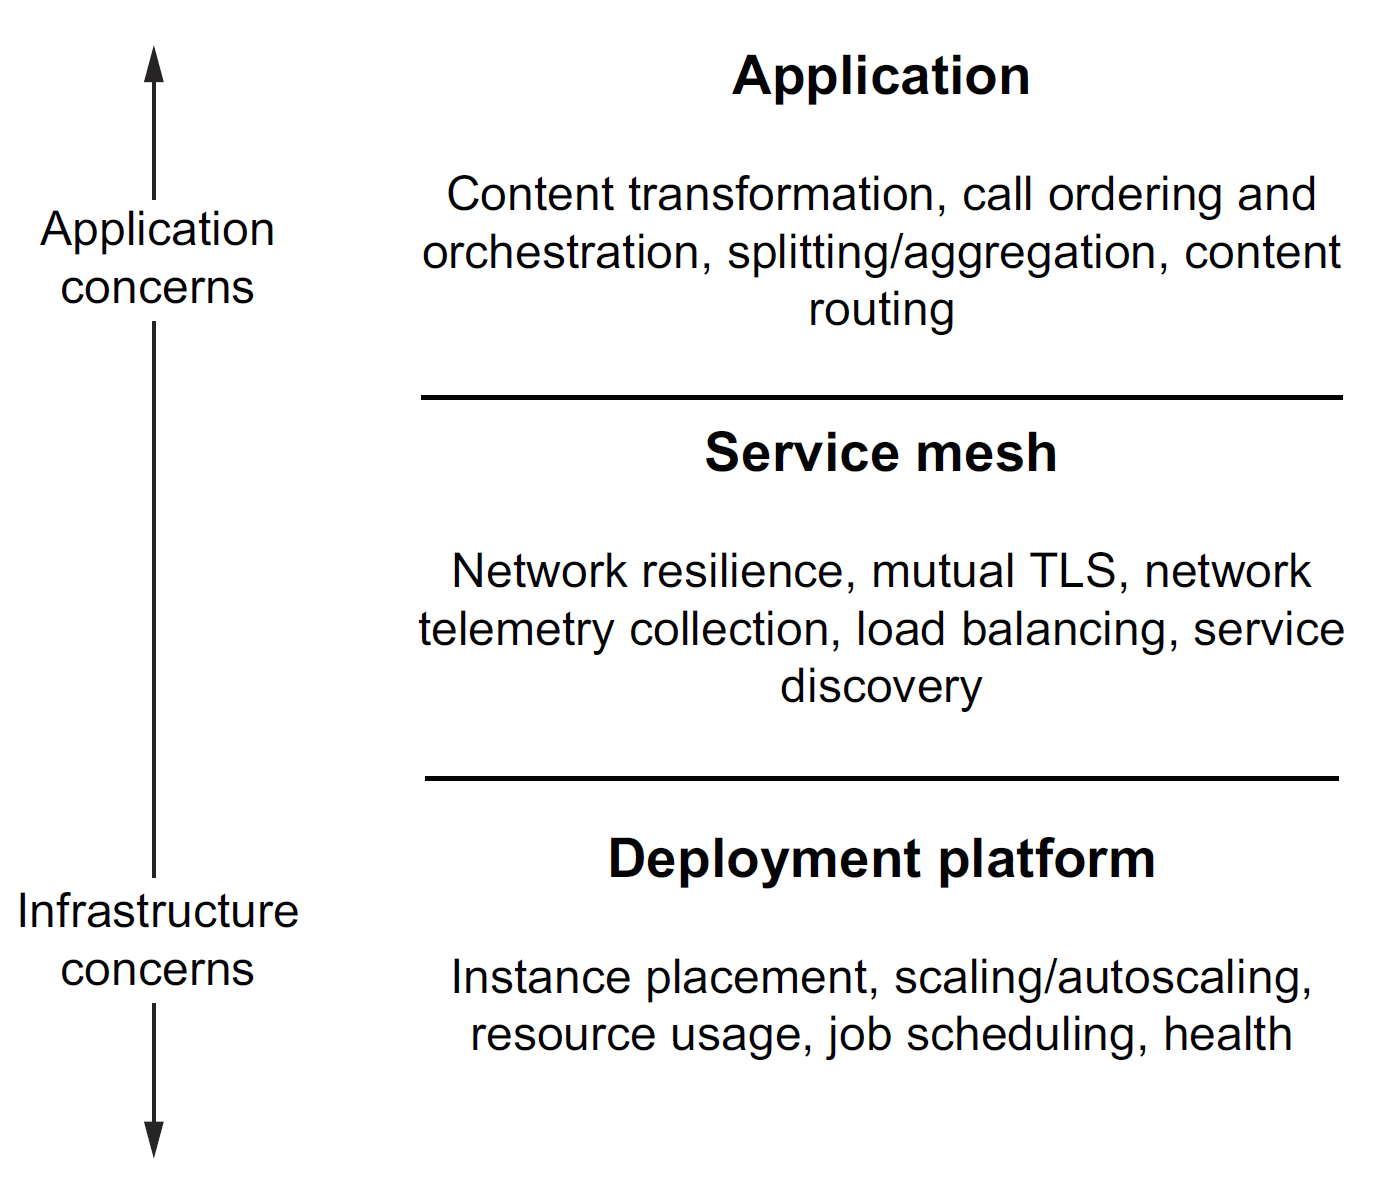 Application
Content transformation, call ordering and
orchestration, splitting/aggregation, content
routing
Application
concerns
Service mesh
Network resilience, mutual TLS, network
telemetry collection, load balancing, service
discovery
Deployment platform
Infrastructure
concerns
Instance placement, scaling/autoscaling,
resource usage, job scheduling, health